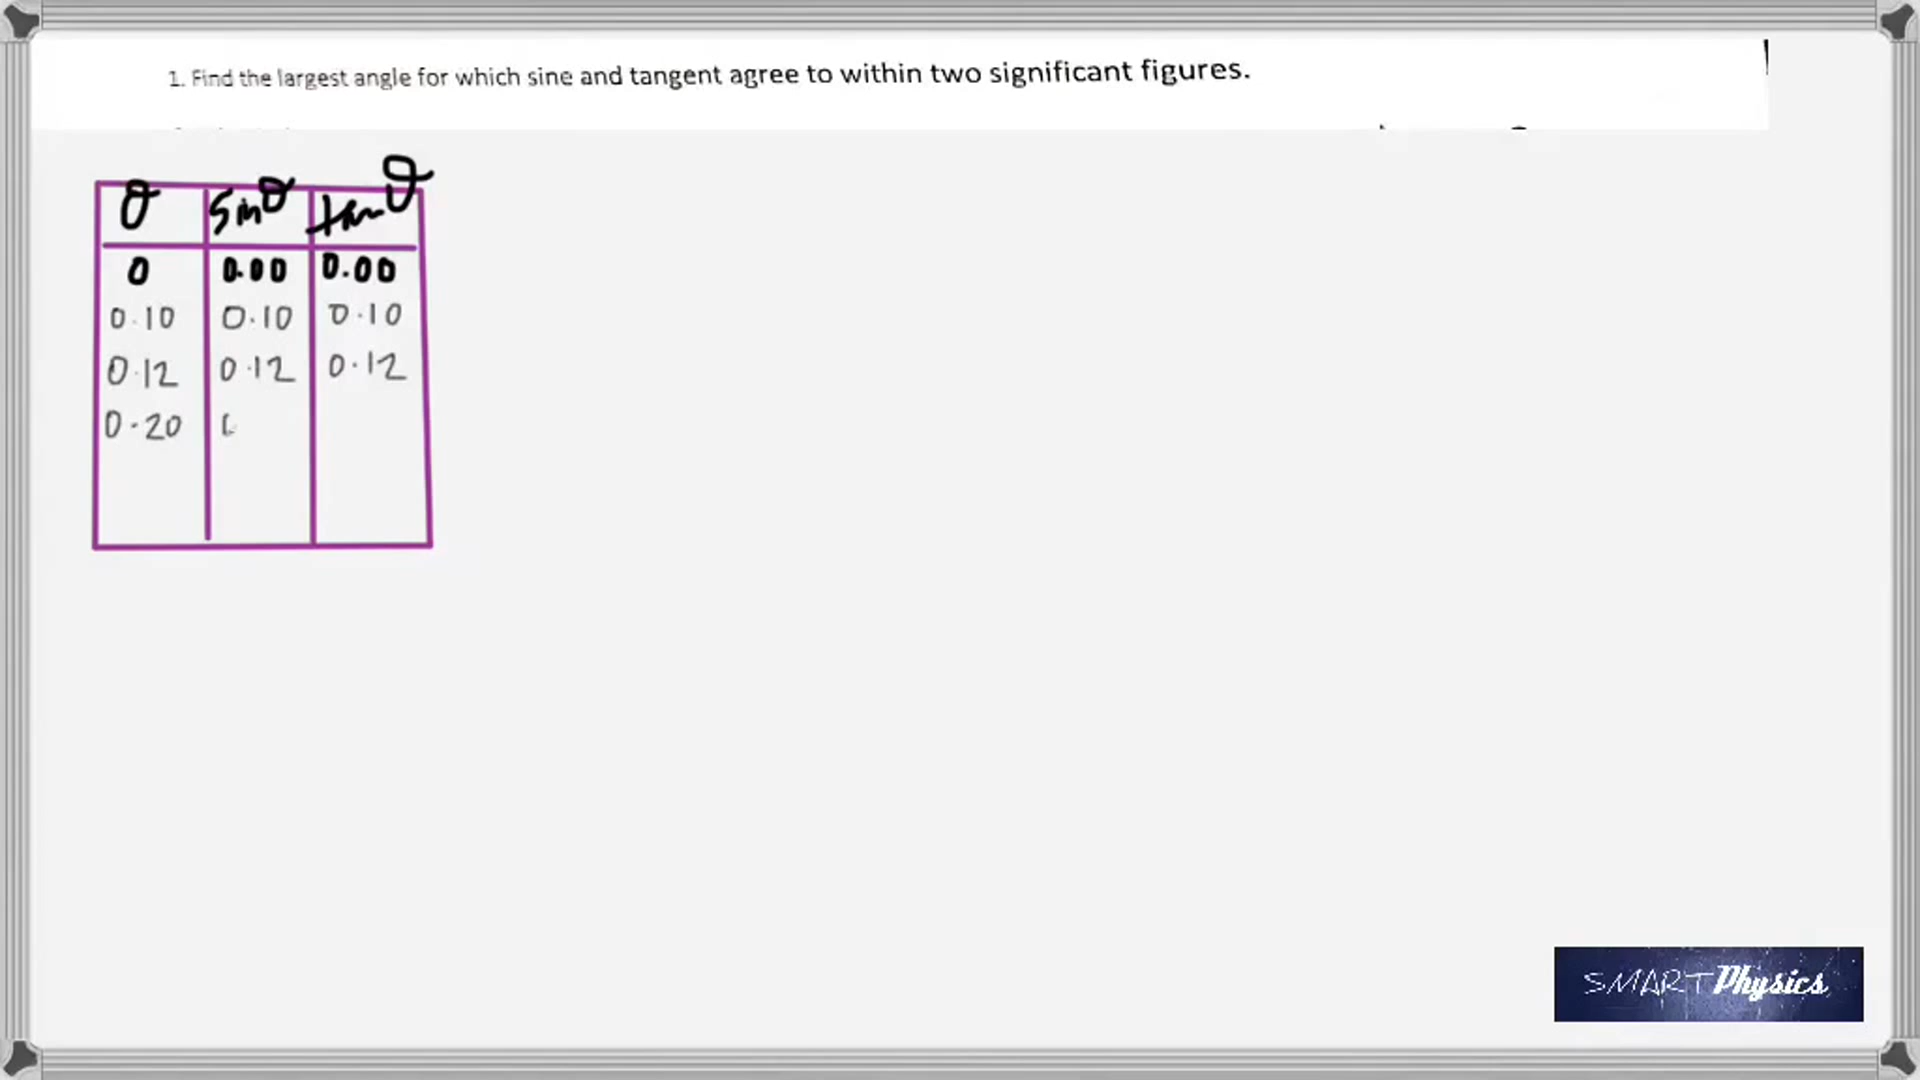 1. Find the largest angle for which sine and tangent agree to within two significant figures.
θ sinθ tanθ
0 0.00 0.00
0.10 0.10 0.10
0.12 0.12 0.12
0.20
SMART Physics